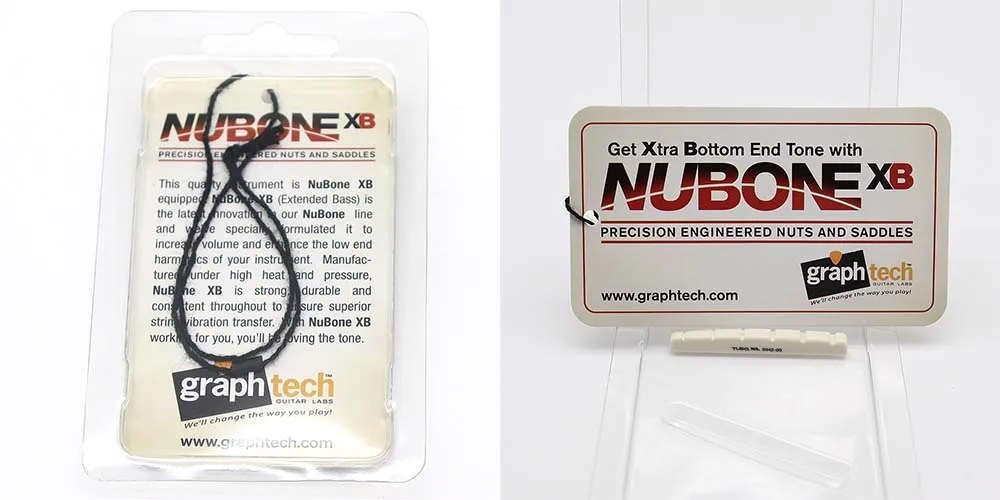 NUBONE XB
PRECISION ENGINEERED NUTS AND SADDLES
This quality instrument is NuBone XB
equipped. NuBone XB (Extended Bass) is
the latest innovation in our NuBone line
and we've specially formulated it to
increase volume and enhance the low end
harmonics of your instrument. Manufac-
tured under high heat and pressure,
NuBone XB is strong, durable and
consistent throughout to ensure superior
string vibration transfer. With NuBone XB
working for you, you'll be loving the tone.
graph tech™
GUITAR LABS
We'll change the way you play!
www.graphtech.com
Get Xtra Bottom End Tone with
NUBONE XB
PRECISION ENGINEERED NUTS AND SADDLES
graph tech™
GUITAR LABS
We'll change the way you play!
www.graphtech.com
TUSQ XL